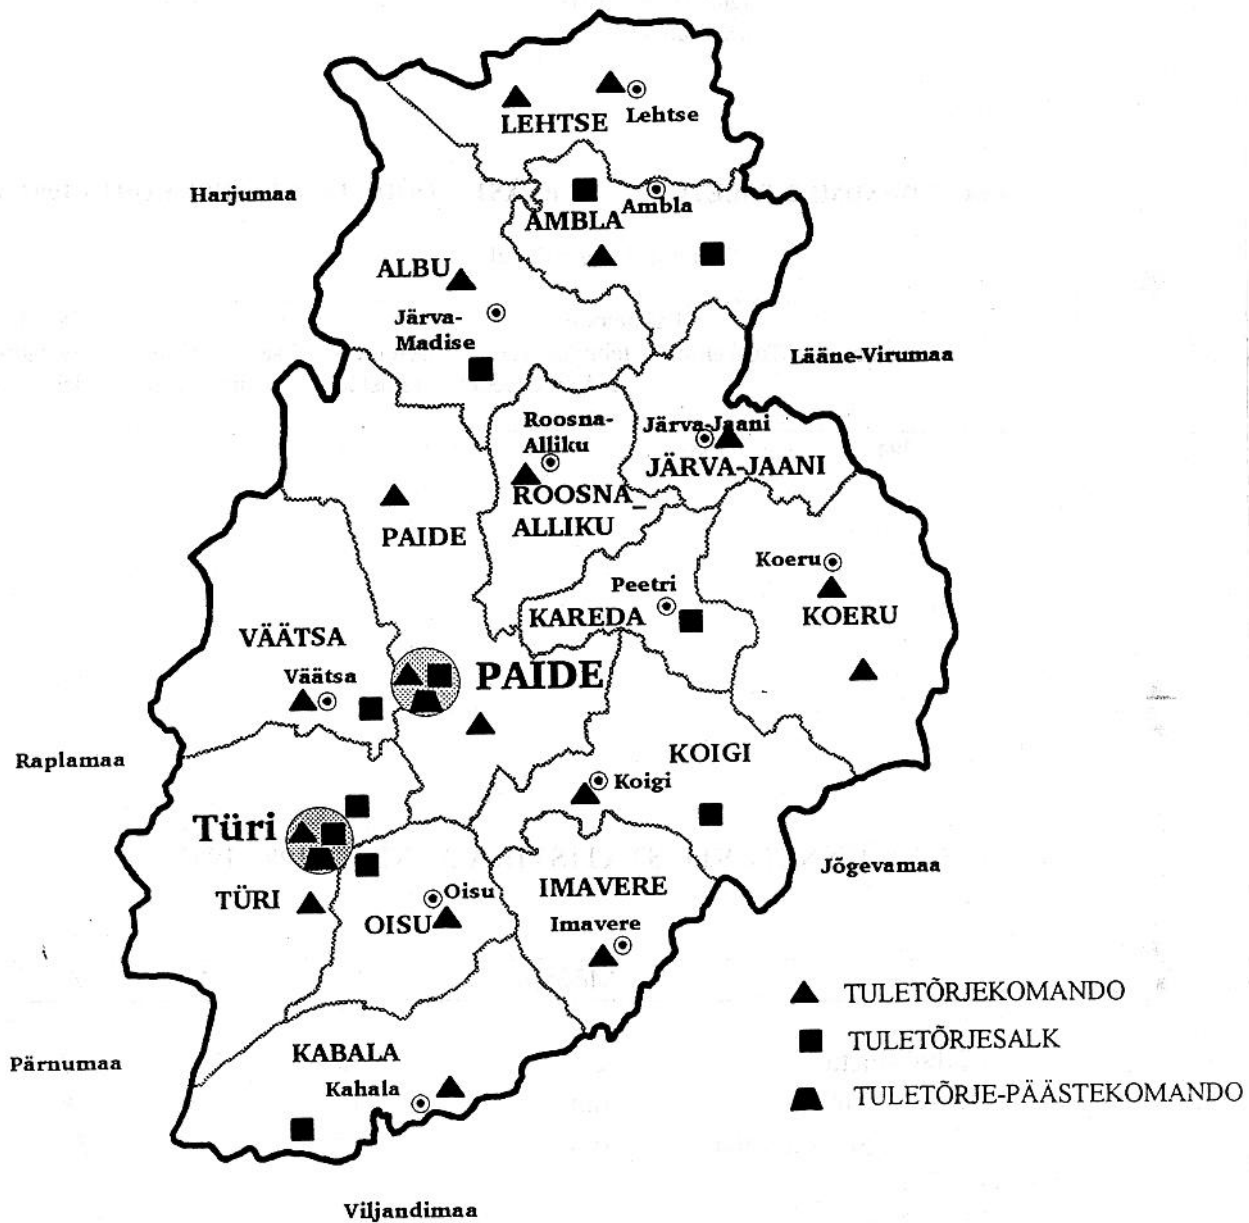 Lehtse
LEHTSE
Harjumaa
Ambla
AMBLA
ALBU
Järva-
Madise
Lääne-Virumaa
Roosna-
Alliku
Järva-Jaani
JÄRVA-JAANI
ROOSNA_
ALLIKU
PAIDE
Koeru
Peetri
KAREDA
KOERU
VÄÄTSA
Väätsa
PAIDE
Raplamaa
KOIGI
Koigi
Türi
Jõgevamaa
TÜRI
Oisu
OISU
IMAVERE
Imavere
TULETÕRJEKOMANDO
TULETÕRJESALK
TULETÕRJE-PÄÄSTEKOMANDO
Pärnumaa
KABALA
Kahala
Viljandimaa